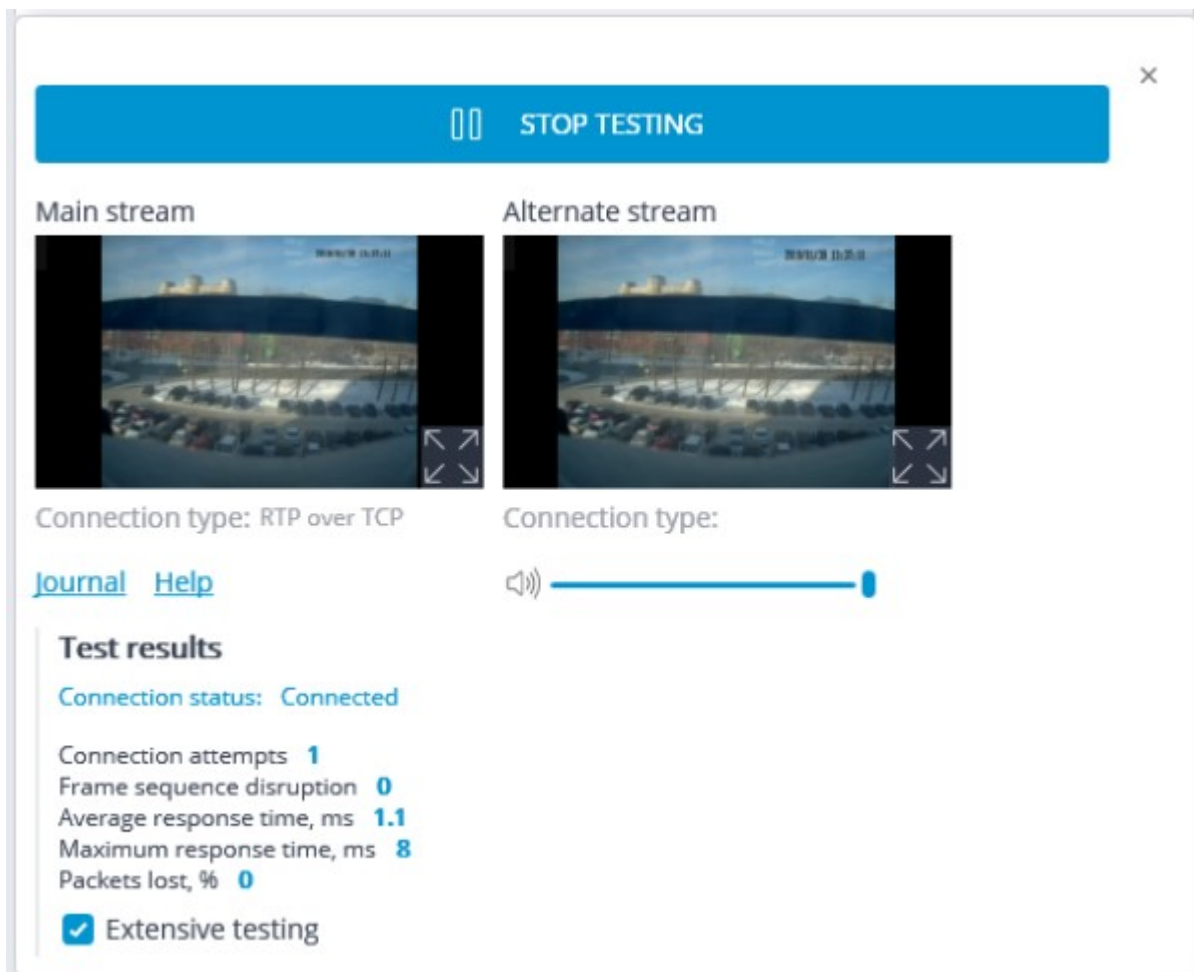 STOP TESTING
Main stream
Alternate stream
Connection type: RTP over TCP
Connection type:
Journal Help
Test results
Connection status: Connected
Connection attempts 1
Frame sequence disruption 0
Average response time, ms 1.1
Maximum response time, ms 8
Packets lost, % 0
Extensive testing